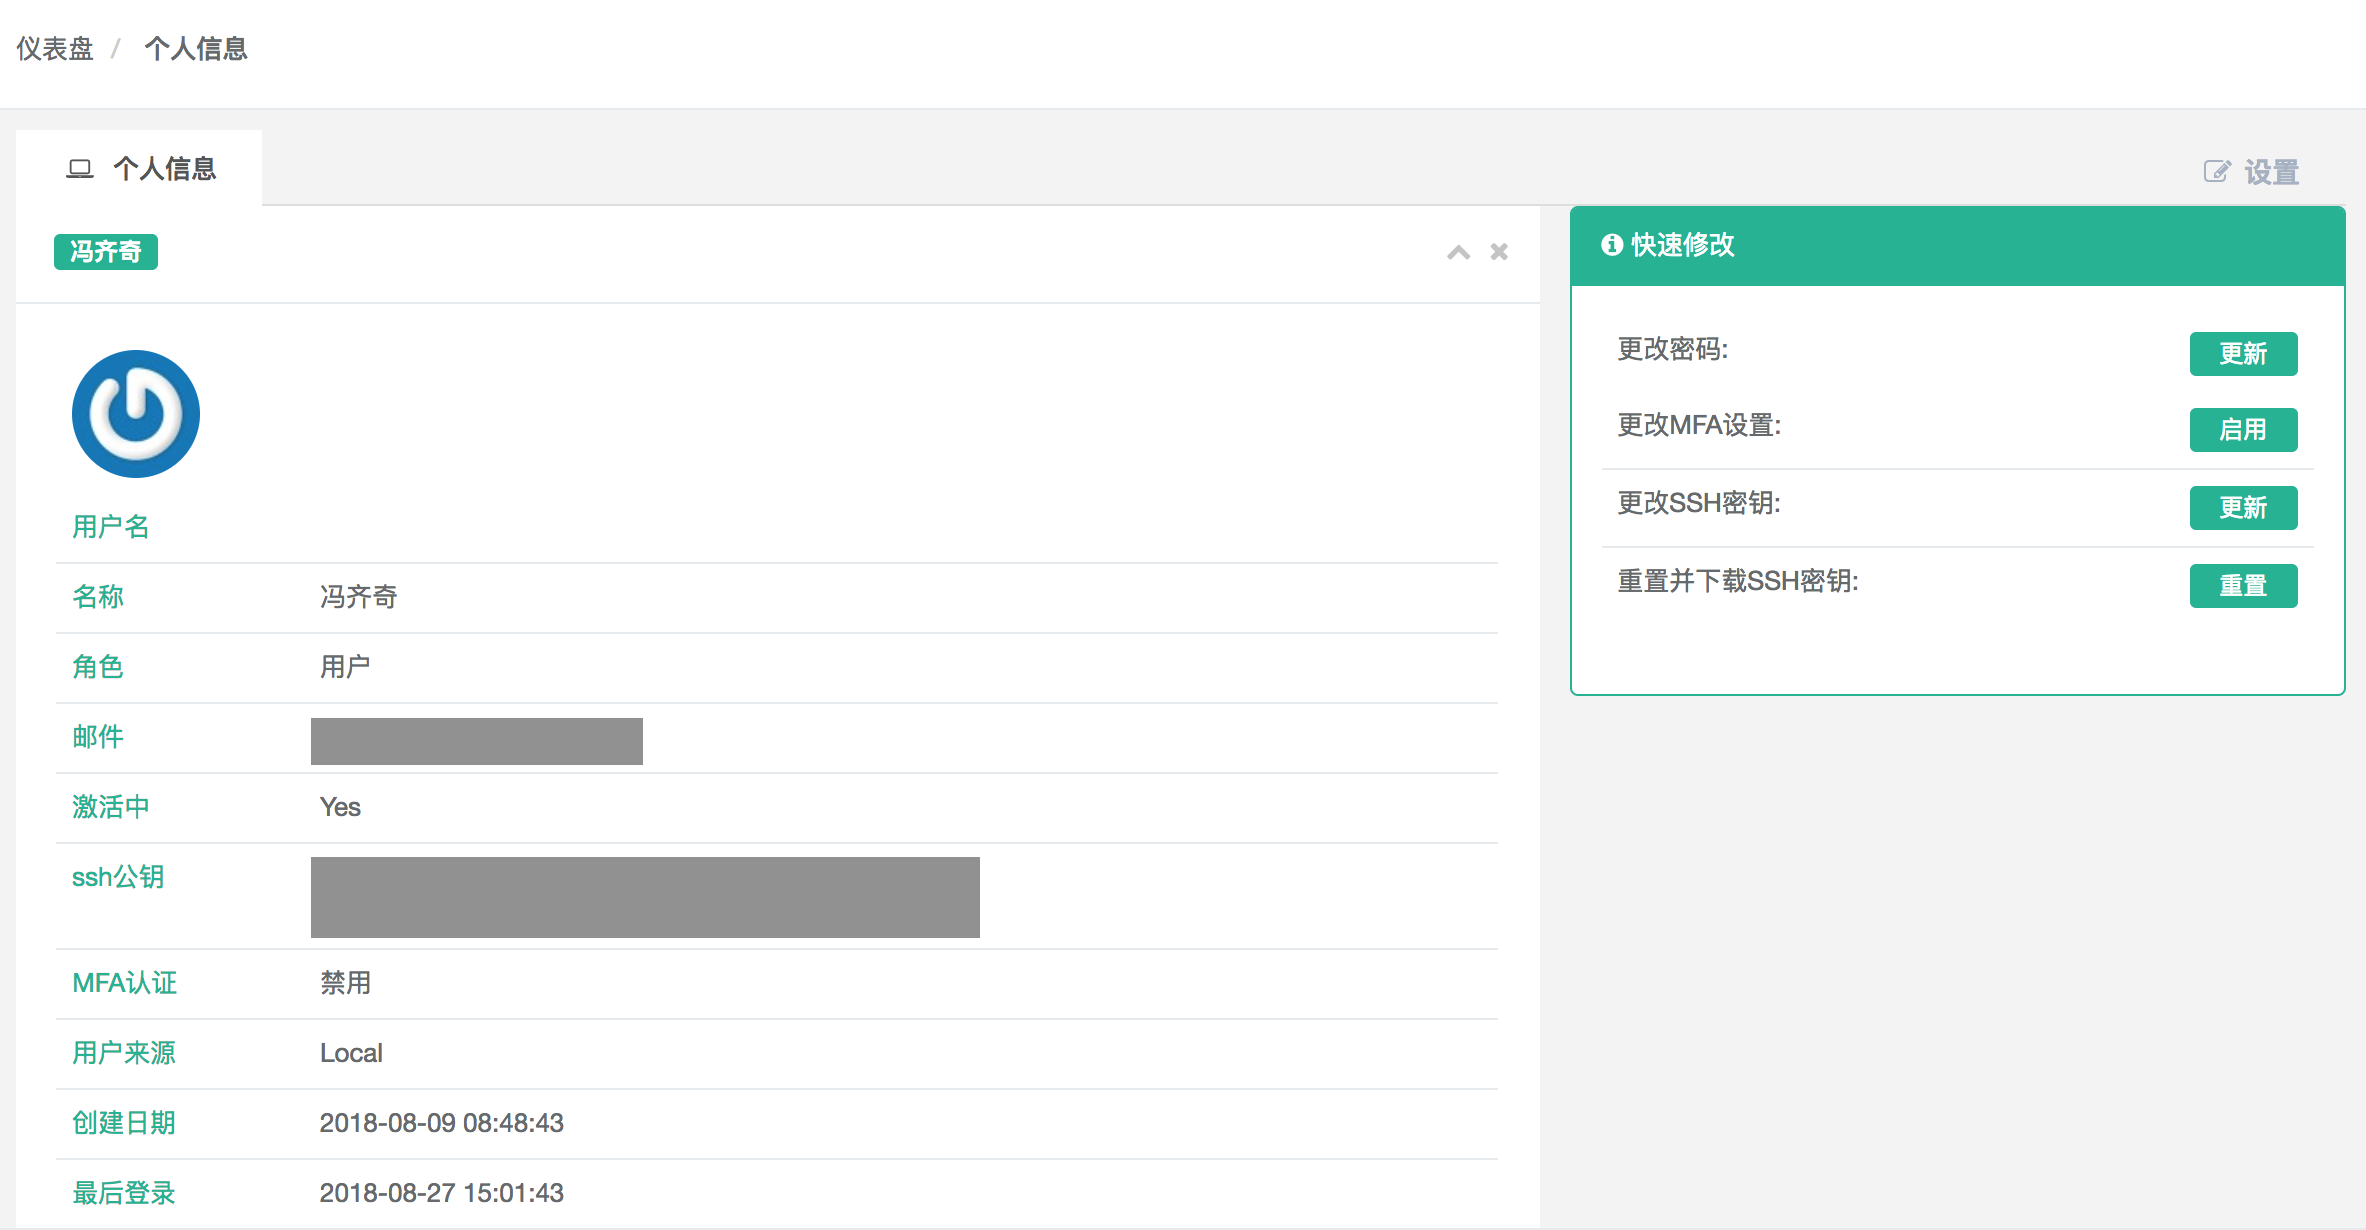 仪表盘 / 个人信息
个人信息
设置
冯齐奇
用户名
名称 冯齐奇
角色 用户
邮件
激活中 Yes
ssh公钥
MFA认证 禁用
用户来源 Local
创建日期 2018-08-09 08:48:43
最后登录 2018-08-27 15:01:43
快速修改
更改密码: 更新
更改MFA设置: 启用
更改SSH密钥: 更新
重置并下载SSH密钥: 重置